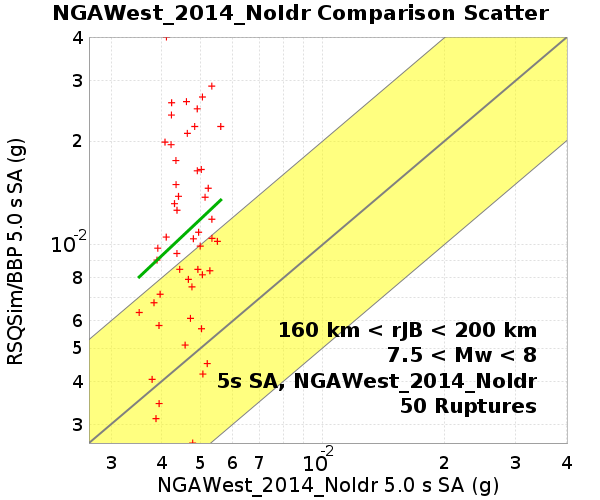 NGAWest_2014_NoIdr Comparison Scatter
RSQSim/BBP 5.0 s SA (g)
4
3
2
10-2
8
6
5
4
3
160 km < rJB < 200 km
7.5 < Mw < 8
5s SA, NGAWest_2014_NoIdr
50 Ruptures
3 4 5 6 7 10-2 2 3 4
NGAWest_2014_NoIdr 5.0 s SA (g)